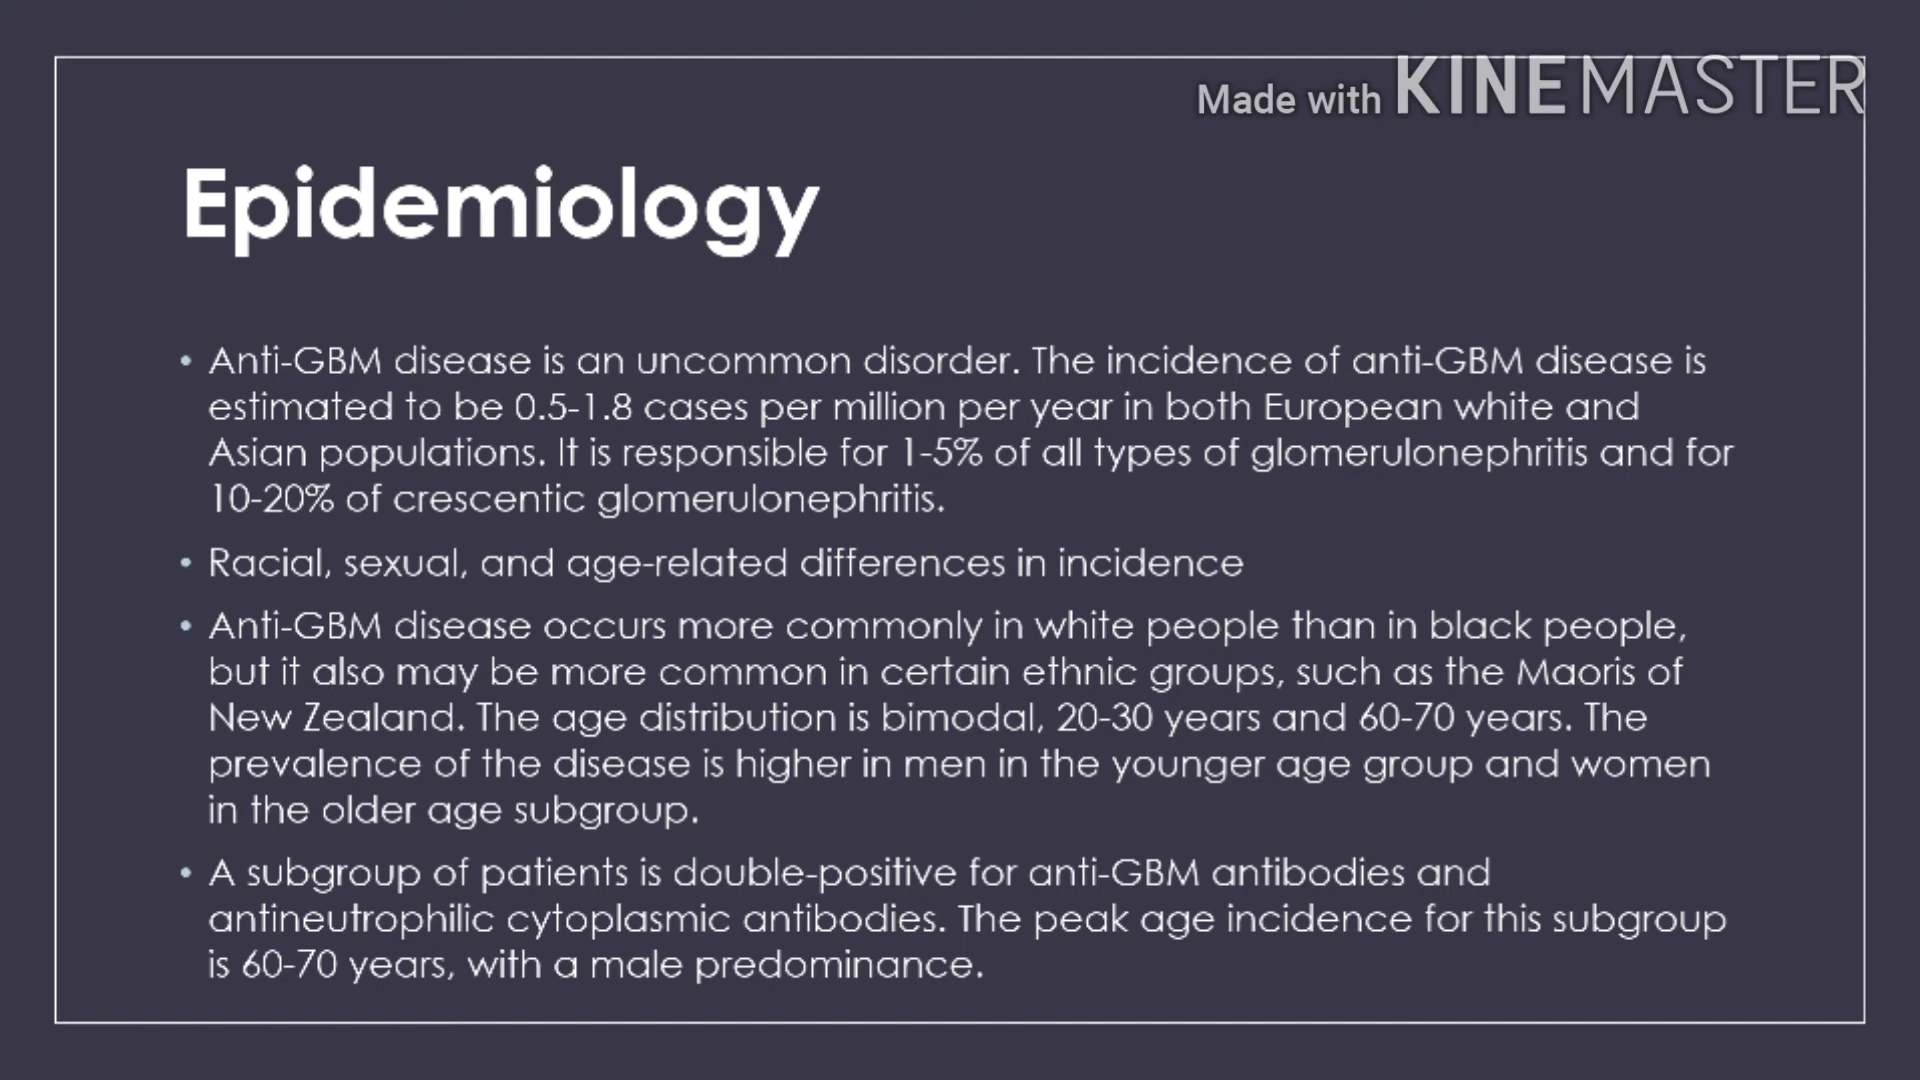 Made with KINEMASTER
Epidemiology
• Anti-GBM disease is an uncommon disorder. The incidence of anti-GBM disease is
estimated to be 0.5-1.8 cases per million per year in both European white and
Asian populations. It is responsible for 1-5% of all types of glomerulonephritis and for
10-20% of crescentic glomerulonephritis.
• Racial, sexual, and age-related differences in incidence
• Anti-GBM disease occurs more commonly in white people than in black people,
but it also may be more common in certain ethnic groups, such as the Maoris of
New Zealand. The age distribution is bimodal, 20-30 years and 60-70 years. The
prevalence of the disease is higher in men in the younger age group and women
in the older age subgroup.
• A subgroup of patients is double-positive for anti-GBM antibodies and
antineutrophilic cytoplasmic antibodies. The peak age incidence for this subgroup
is 60-70 years, with a male predominance.